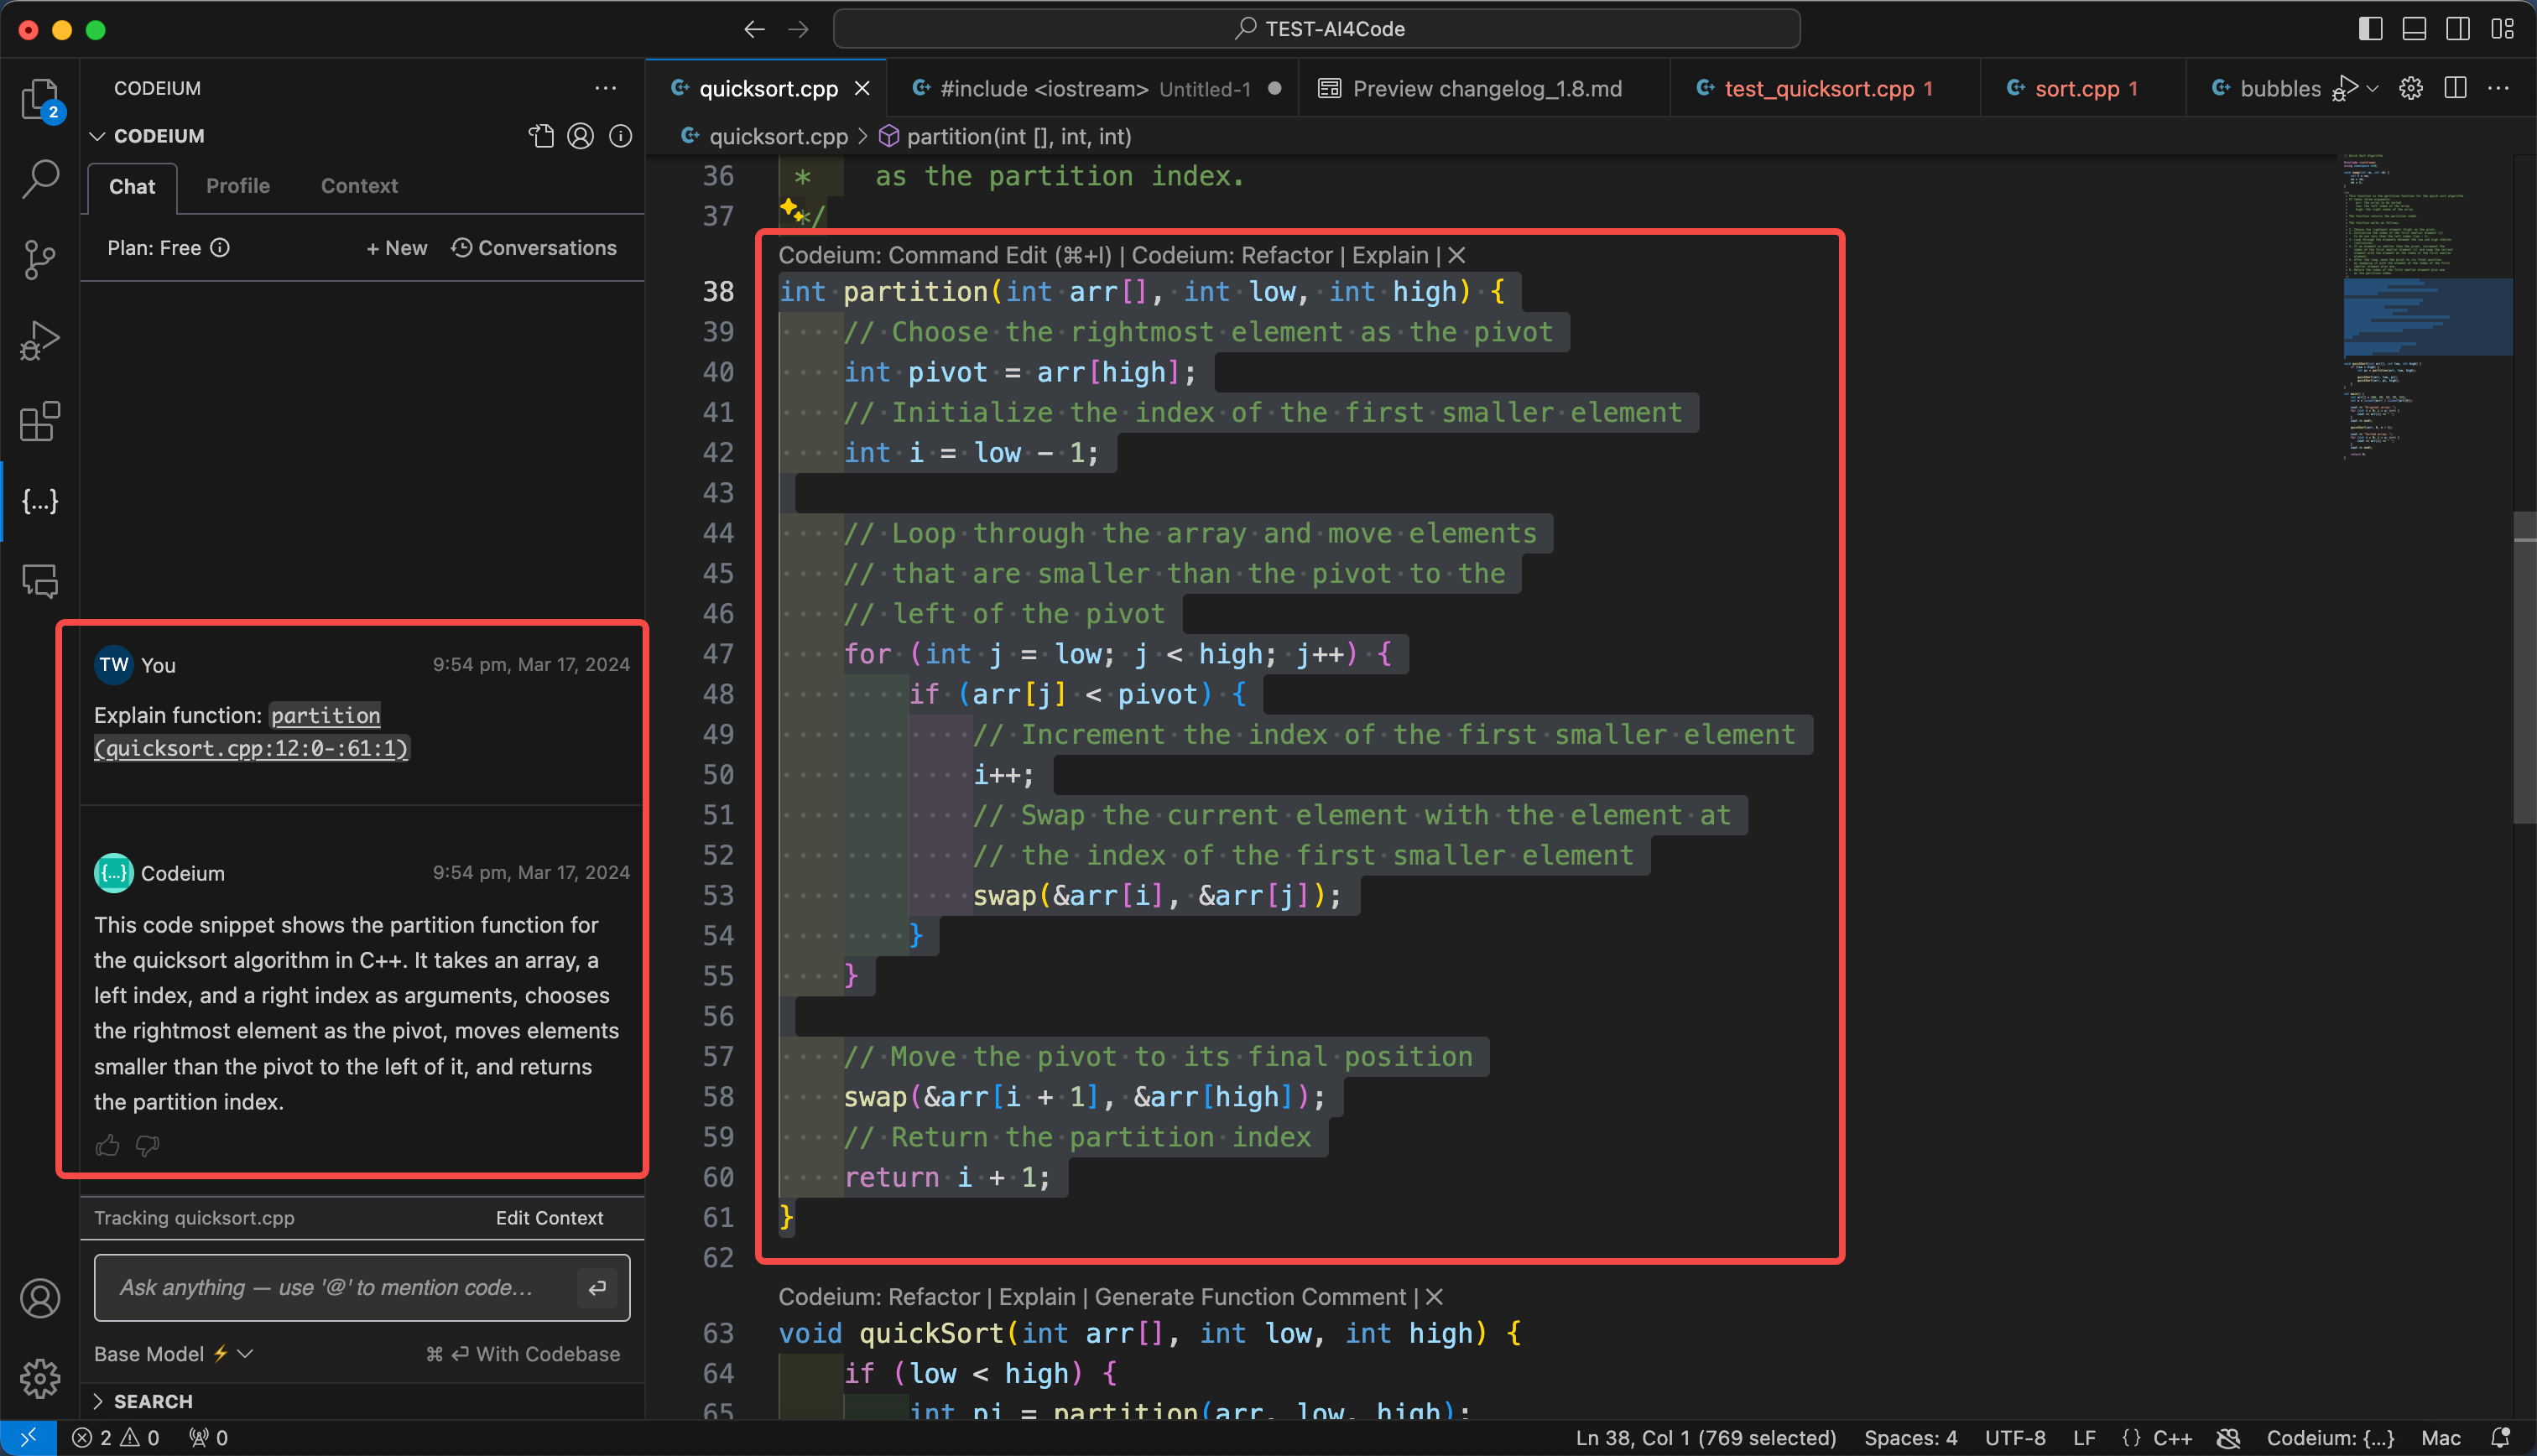 TEST-AI4Code
2
CODEIUM
CODEIUM
Chat Profile Context
Plan: Free + New Conversations
TW You 9:54 pm, Mar 17, 2024
Explain function: partition
(quicksort.cpp:12:0-:61:1)
{...} Codeium 9:54 pm, Mar 17, 2024
This code snippet shows the partition function for
the quicksort algorithm in C++. It takes an array, a
left index, and a right index as arguments, chooses
the rightmost element as the pivot, moves elements
smaller than the pivot to the left of it, and returns
the partition index.
Tracking quicksort.cpp Edit Context
Ask anything — use '@' to mention code...
Base Model ⌘ ⏎ With Codebase
SEARCH
quicksort.cpp #include <iostream> Untitled-1 Preview changelog_1.8.md test_quicksort.cpp 1 sort.cpp 1 bubbles
quicksort.cpp > partition(int [], int, int)
36 * as the partition index.
37 */
Codeium: Command Edit (⌘+I) | Codeium: Refactor | Explain | ✕
38 int partition(int arr[], int low, int high) {
39 // Choose the rightmost element as the pivot
40 int pivot = arr[high];
41 // Initialize the index of the first smaller element
42 int i = low - 1;
43
44 // Loop through the array and move elements
45 // that are smaller than the pivot to the
46 // left of the pivot
47 for (int j = low; j < high; j++) {
48 if (arr[j] < pivot) {
49 // Increment the index of the first smaller element
50 i++;
51 // Swap the current element with the element at
52 // the index of the first smaller element
53 swap(&arr[i], &arr[j]);
54 }
55 }
56
57 // Move the pivot to its final position
58 swap(&arr[i + 1], &arr[high]);
59 // Return the partition index
60 return i + 1;
61 }
62
Codeium: Refactor | Explain | Generate Function Comment | ✕
63 void quickSort(int arr[], int low, int high) {
64 if (low < high) {
65 int pi = partition(arr, low, high);
2 0 0 Ln 38, Col 1 (769 selected) Spaces: 4 UTF-8 LF {} C++ Codeium: {...} Mac